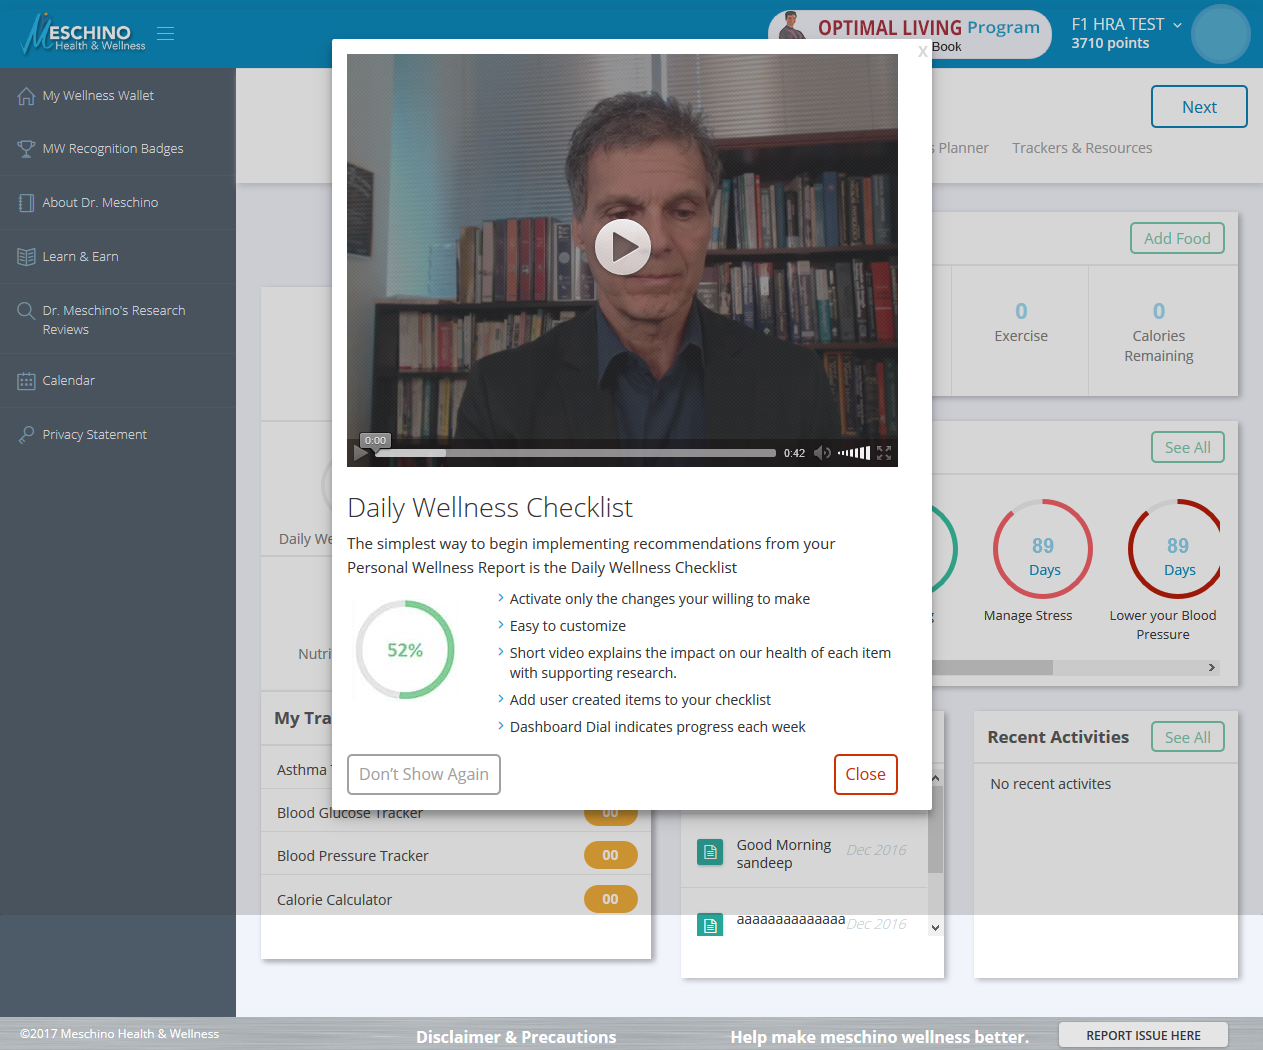 MESCHINO
Health & Wellness
OPTIMAL LIVING Program
Book
F1 HRA TEST
3710 points
My Wellness Wallet
MW Recognition Badges
About Dr. Meschino
Learn & Earn
Dr. Meschino's Research
Reviews
Calendar
Privacy Statement
Next
Planner
Trackers & Resources
Add Food
0
Exercise
0
Calories
Remaining
See All
89
Days
Manage Stress
89
Days
Lower your Blood
Pressure
X
0:00
0:42
Daily Wellness Checklist
The simplest way to begin implementing recommendations from your
Personal Wellness Report is the Daily Wellness Checklist
52%
Activate only the changes your willing to make
Easy to customize
Short video explains the impact on our health of each item
with supporting research.
Add user created items to your checklist
Dashboard Dial indicates progress each week
Don't Show Again
Close
Daily We
Nutri
My Tra
Asthma
Blood Glucose Tracker
00
Blood Pressure Tracker
00
Calorie Calculator
00
Good Morning
sandeep
Dec 2016
aaaaaaaaaaaaaa
Dec 2016
Recent Activities
See All
No recent activites
©2017 Meschino Health & Wellness
Disclaimer & Precautions
Help make meschino wellness better.
REPORT ISSUE HERE